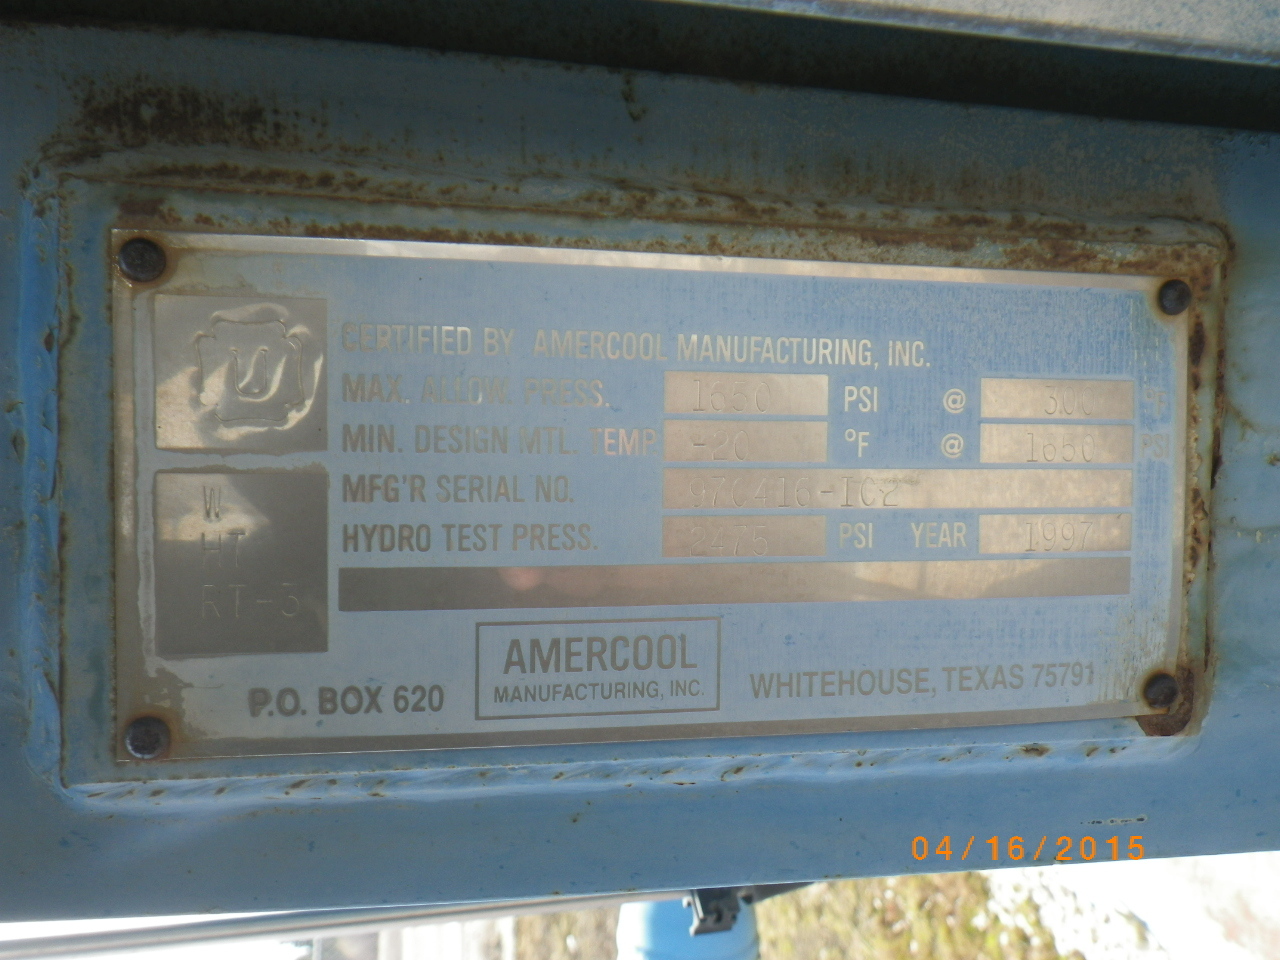 U
CERTIFIED BY AMERCOOL MANUFACTURING, INC.
MAX. ALLOW. PRESS. 1650 PSI @ 300 °F
MIN. DESIGN MTL. TEMP -20 °F @ 1650 PSI
MFG'R SERIAL NO. 97C416-IC2
HYDRO TEST PRESS. 2475 PSI YEAR 1997
W
HT
RT-3
P.O. BOX 620
AMERCOOL
MANUFACTURING, INC.
WHITEHOUSE, TEXAS 75791
04/16/2015